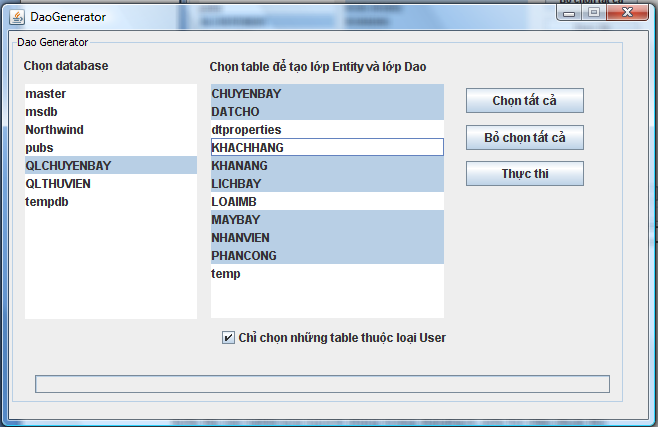 DaoGenerator
Dao Generator
Chọn database
Chọn table để tạo lớp Entity và lớp Dao
master
msdb
Northwind
pubs
QLCHUYENBAY
QLTHUVIEN
tempdb
CHUYENBAY
DATCHO
dtproperties
KHACHHANG
KHANANG
LICHBAY
LOAIMB
MAYBAY
NHANVIEN
PHANCONG
temp
Chọn tất cả
Bỏ chọn tất cả
Thực thi
Chỉ chọn những table thuộc loại User